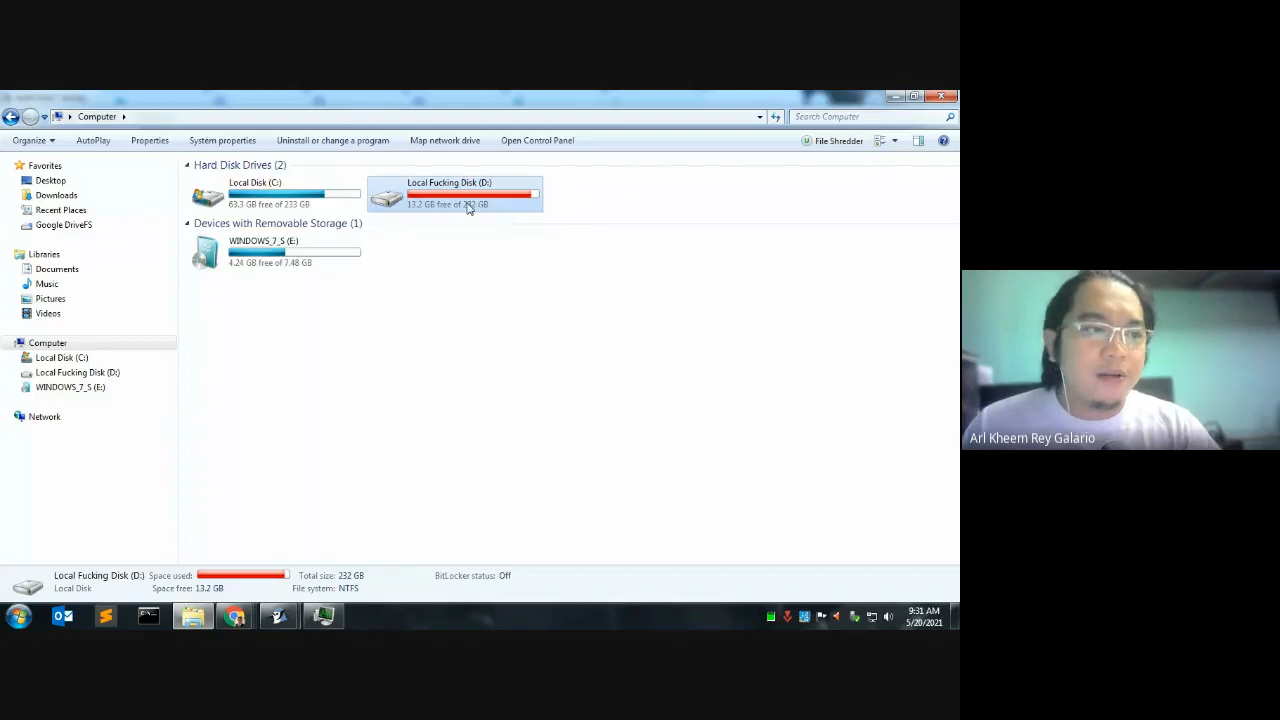 Computer
Search Computer
Organize
AutoPlay
Properties
System properties
Uninstall or change a program
Map network drive
Open Control Panel
File Shredder
Favorites
Desktop
Downloads
Recent Places
Google DriveFS
Libraries
Documents
Music
Pictures
Videos
Computer
Local Disk (C:)
Local Fucking Disk (D:)
WINDOWS_7_S (E:)
Network
Hard Disk Drives (2)
Local Disk (C:)
63.3 GB free of 233 GB
Local Fucking Disk (D:)
13.2 GB free of 232 GB
Devices with Removable Storage (1)
WINDOWS_7_S (E:)
4.24 GB free of 7.48 GB
Local Fucking Disk (D:) Space used: Total size: 232 GB BitLocker status: Off
Local Disk Space free: 13.2 GB File system: NTFS
9:31 AM
5/20/2021
Arl Kheem Rey Galario